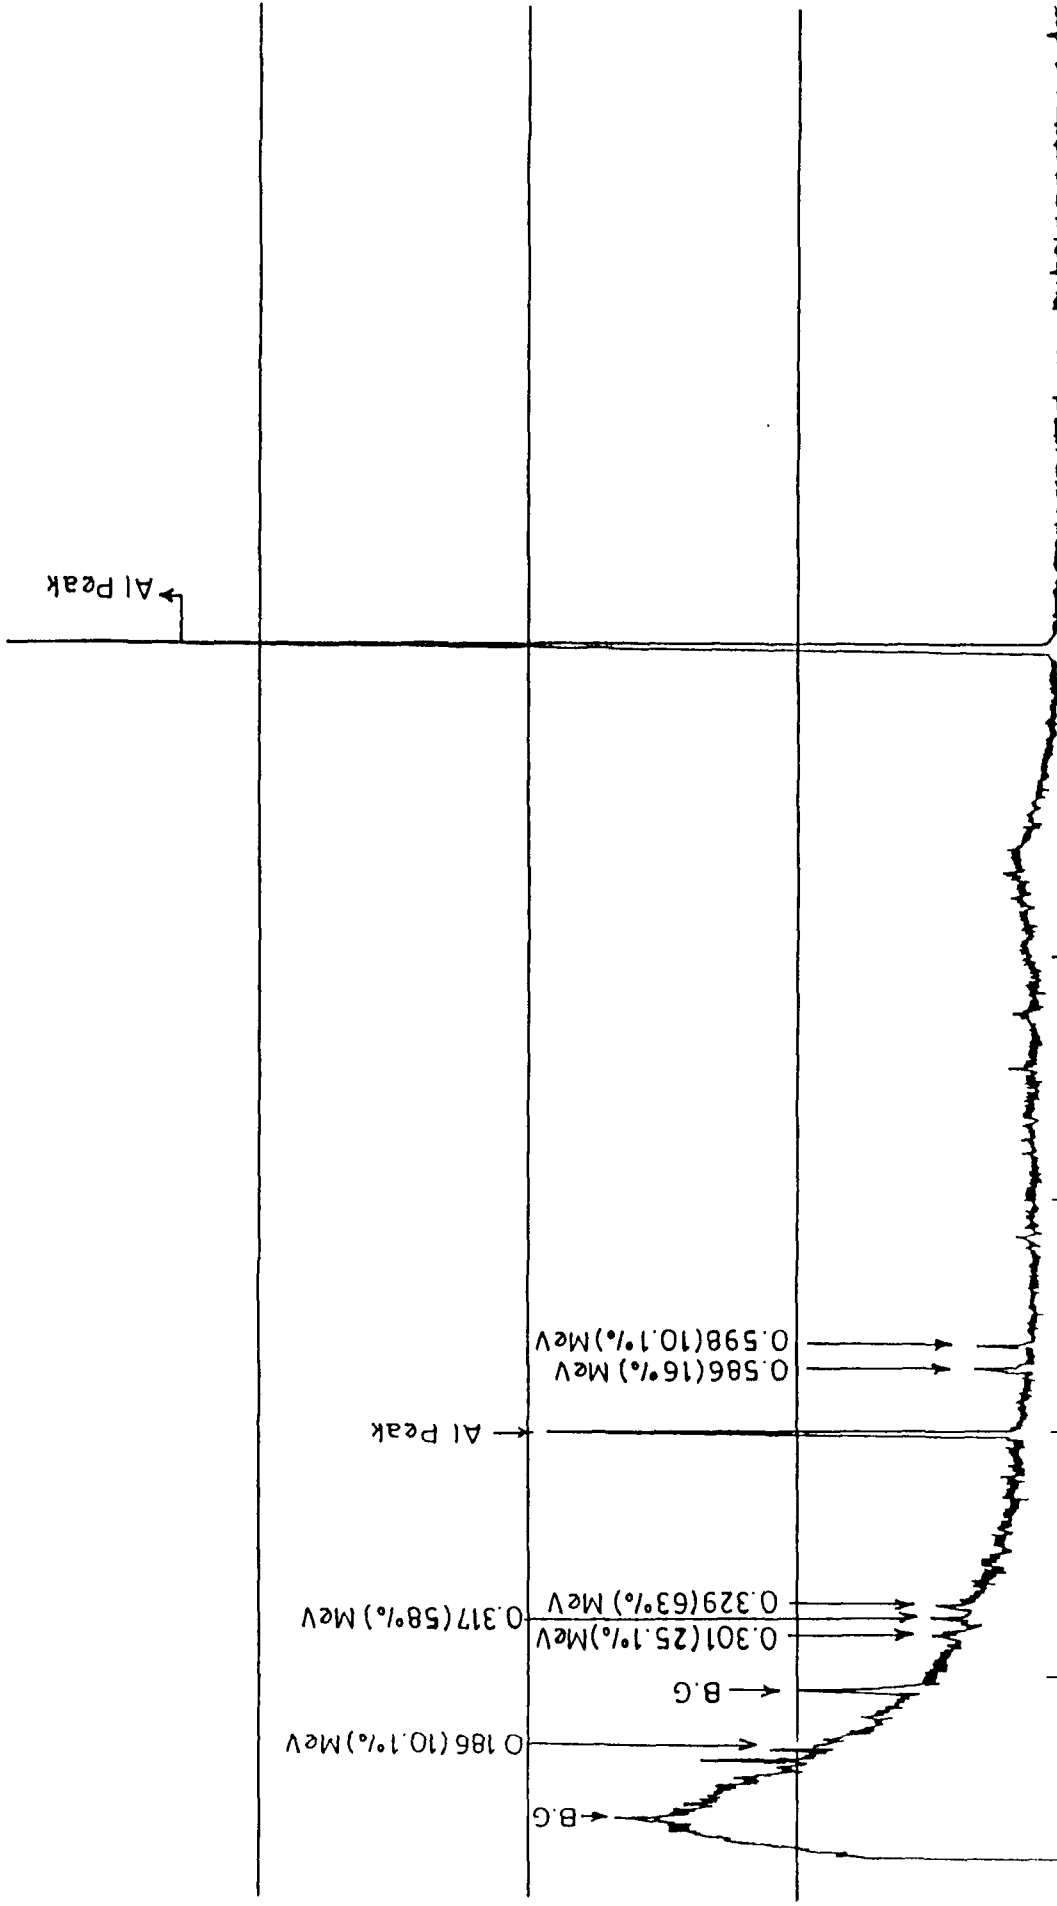 Al Peak
0.598(10.1%)MeV
0.586(16%) MeV
Al Peak
0.329(63%) MeV
0.317(58%) MeV
0.301(25.1%)MeV
B.G
0.186(10.1%)MeV
B.G